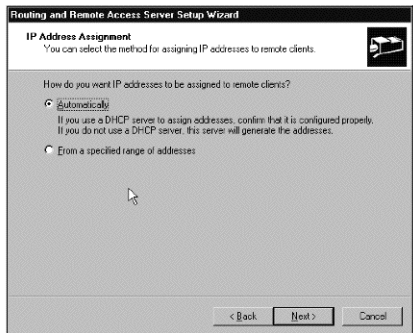 Routing and Remote Access Server Setup Wizard
IP Address Assignment
You can select the method for assigning IP addresses to remote clients.
How do you want IP addresses to be assigned to remote clients?
Automatically
If you use a DHCP server to assign addresses, confirm that it is configured properly.
If you do not use a DHCP server, this server will generate the addresses.
From a specified range of addresses
< Back Next > Cancel